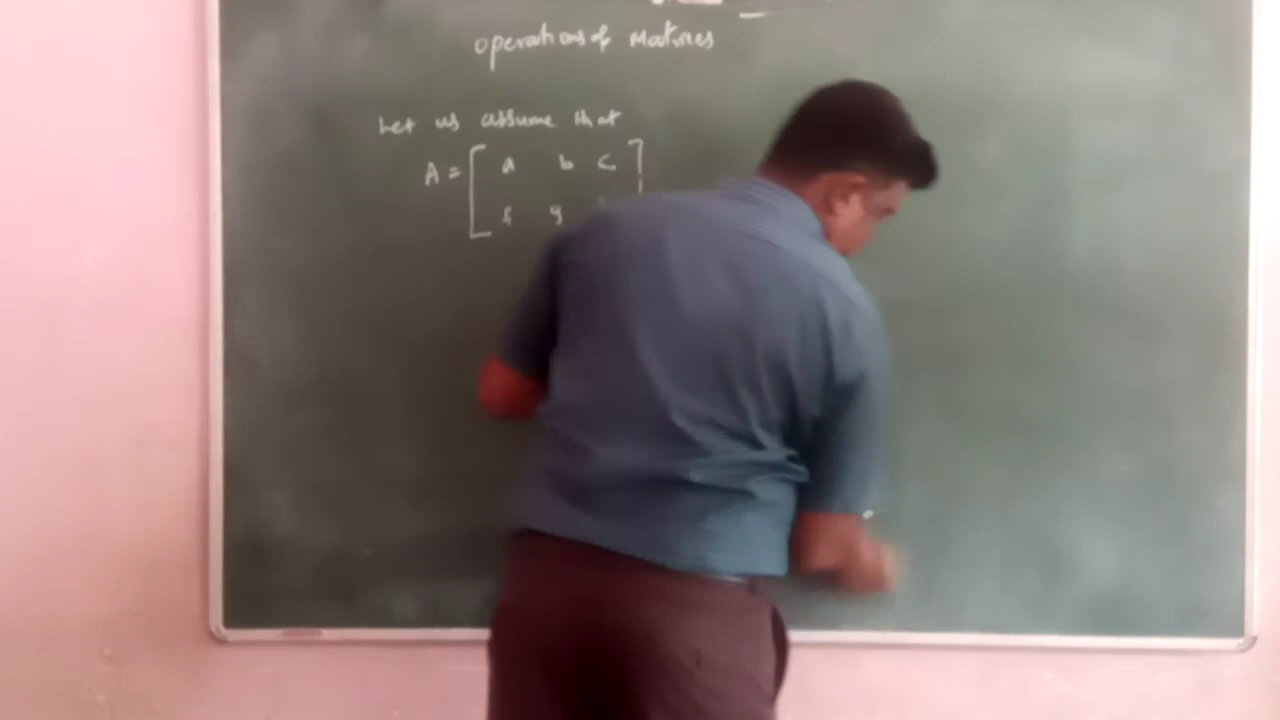 operations of Matrices
Let us assume that
A = [ a b c ]
[ f g